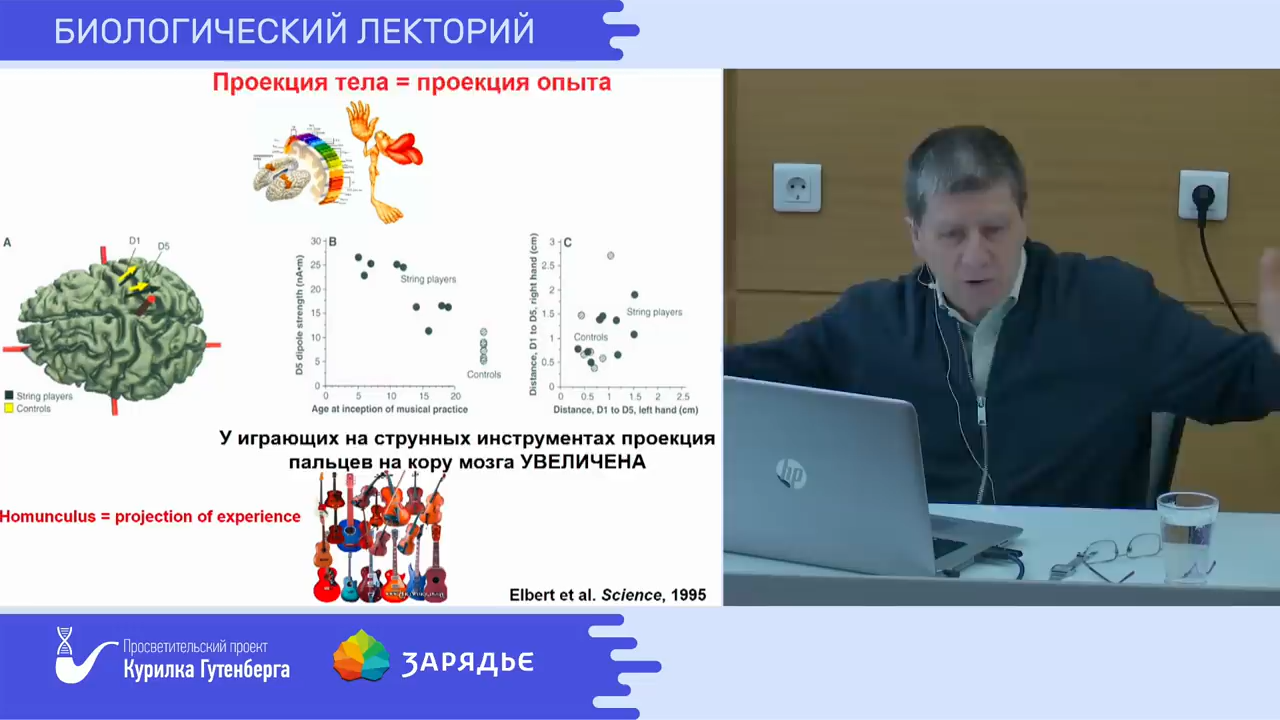 БИОЛОГИЧЕСКИЙ ЛЕКТОРИЙ
Проекция тела = проекция опыта
A
D1
D5
String players
Controls
B
30
25
20
15
10
5
0
D5 dipole strength (nA•m)
String players
Controls
0
5
10
15
20
Age at inception of musical practice
C
3
2.5
2
1.5
1
0.5
0
Distance, D1 to D5, right hand (cm)
String players
Controls
0
0.5
1
1.5
2
2.5
Distance, D1 to D5, left hand (cm)
У играющих на струнных инструментах проекция
пальцев на кору мозга УВЕЛИЧЕНА
Homunculus = projection of experience
Elbert et al. Science, 1995
hp
Просветительский проект
Курилка Гутенберга
ЗАРЯДЬЕ